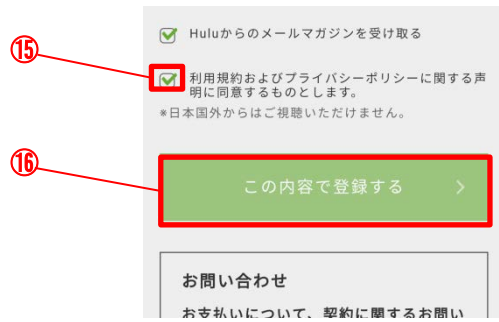 Huluからのメールマガジンを受け取る
⑮
利用規約およびプライバシーポリシーに関する声
明に同意するものとします。
*日本国外からはご視聴いただけません。
⑯
この内容で登録する
お問い合わせ
お支払いについて、契約に関するお問い